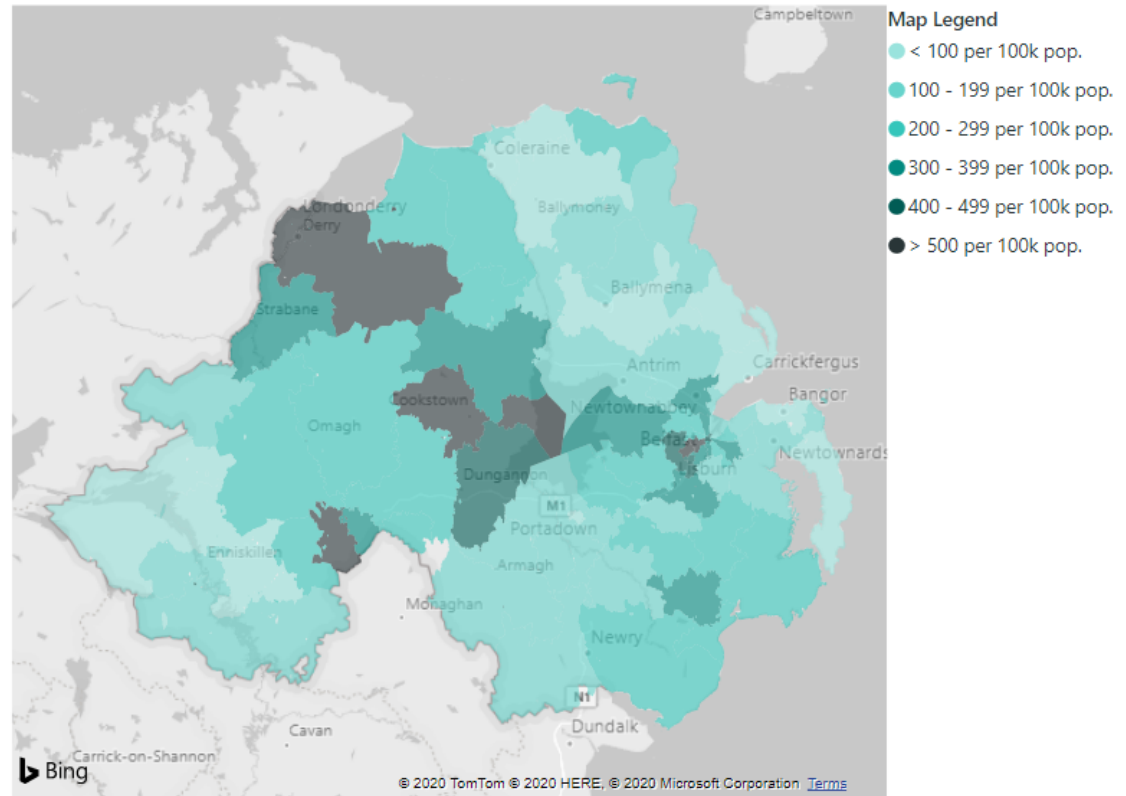 Campbeltown
Map Legend
< 100 per 100k pop.
100 - 199 per 100k pop.
200 - 299 per 100k pop.
300 - 399 per 100k pop.
400 - 499 per 100k pop.
> 500 per 100k pop.
Coleraine
Londonderry
Derry
Ballymoney
Ballymena
Strabane
Antrim
Carrickfergus
Bangor
Cookstown
Newtownabbey
Omagh
Belfas
Newtownards
Lisburn
Dungannon
M1
Portadown
Enniskillen
Armagh
Monaghan
Newry
N1
Dundalk
Cavan
Carrick-on-Shannon
Bing
© 2020 TomTom © 2020 HERE, © 2020 Microsoft Corporation Terms